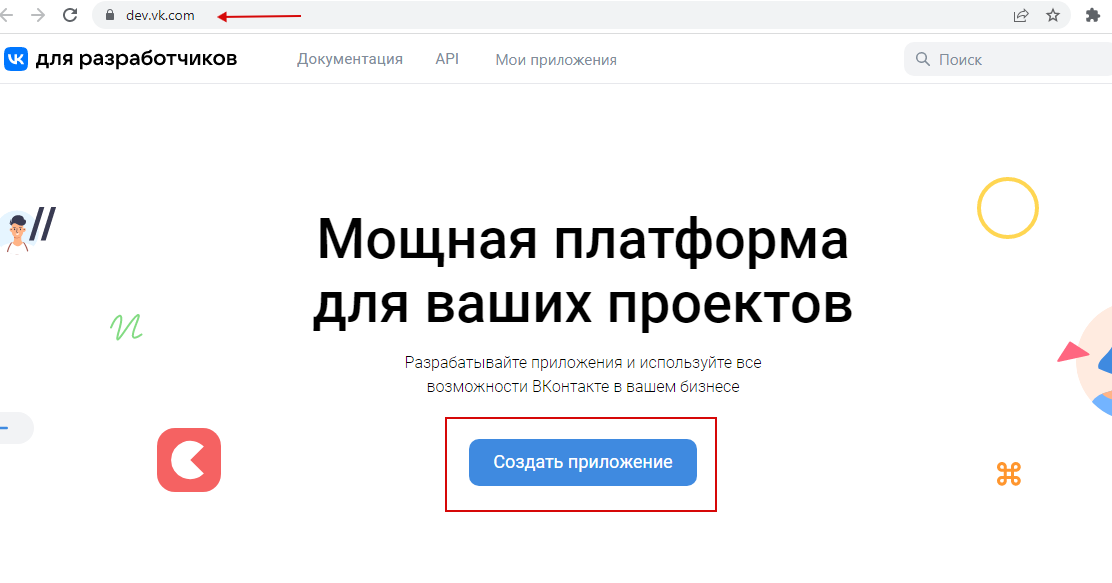 dev.vk.com
для разработчиков
Документация
API
Мои приложения
Поиск
Мощная платформа
для ваших проектов
Разрабатывайте приложения и используйте все
возможности ВКонтакте в вашем бизнесе
Создать приложение